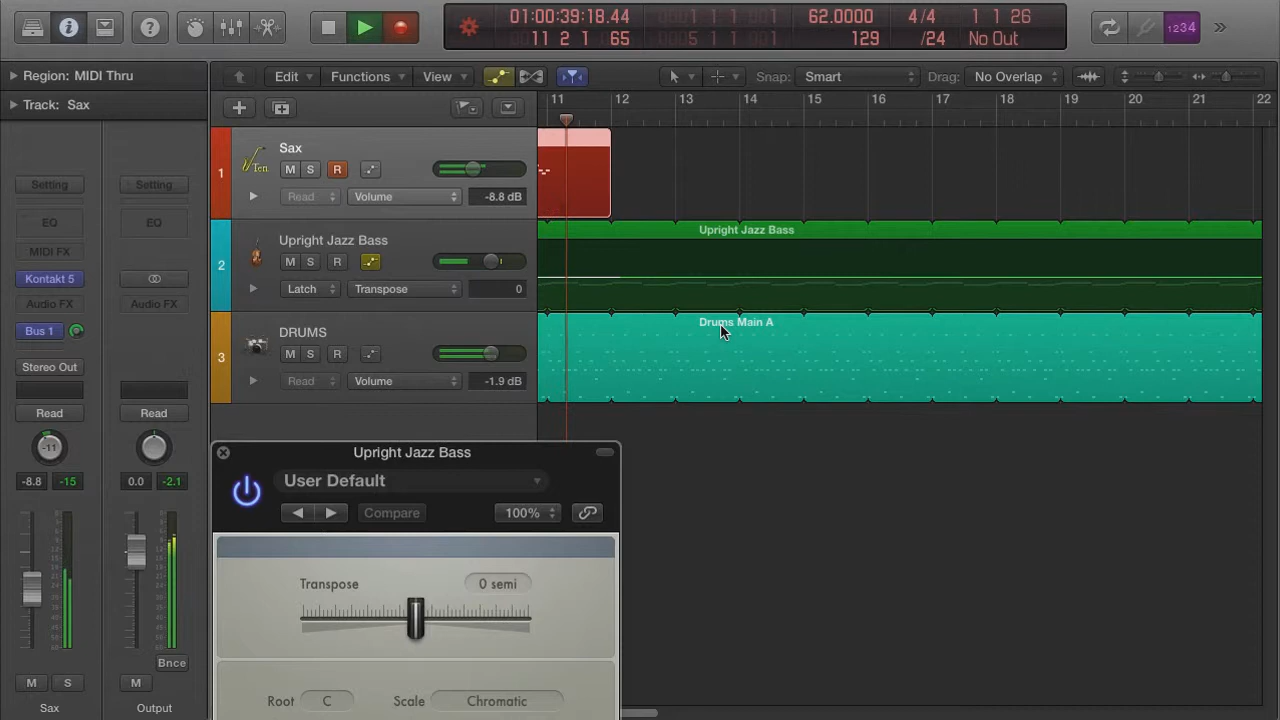 01:00:39:18.44
11 2 1 65
62.0000
129
4/4
/24
1 1 26
No Out
1234
Region: MIDI Thru
Edit
Functions
View
Snap: Smart
Drag: No Overlap
Track: Sax
11 12 13 14 15 16 17 18 19 20 21 22
1
Sax
Ten.
M S R
Read
Volume
-8.8 dB
Setting
Setting
EQ
EQ
MIDI FX
Kontakt 5
Audio FX
Audio FX
Bus 1
Stereo Out
Read
Read
-11
-8.8 -15
0.0 -2.1
2
Upright Jazz Bass
M S R
Latch
Transpose
0
Upright Jazz Bass
3
DRUMS
M S R
Read
Volume
-1.9 dB
Drums Main A
Upright Jazz Bass
User Default
Compare
100%
Transpose
0 semi
Root C
Scale Chromatic
Bnce
M S
M
Sax
Output